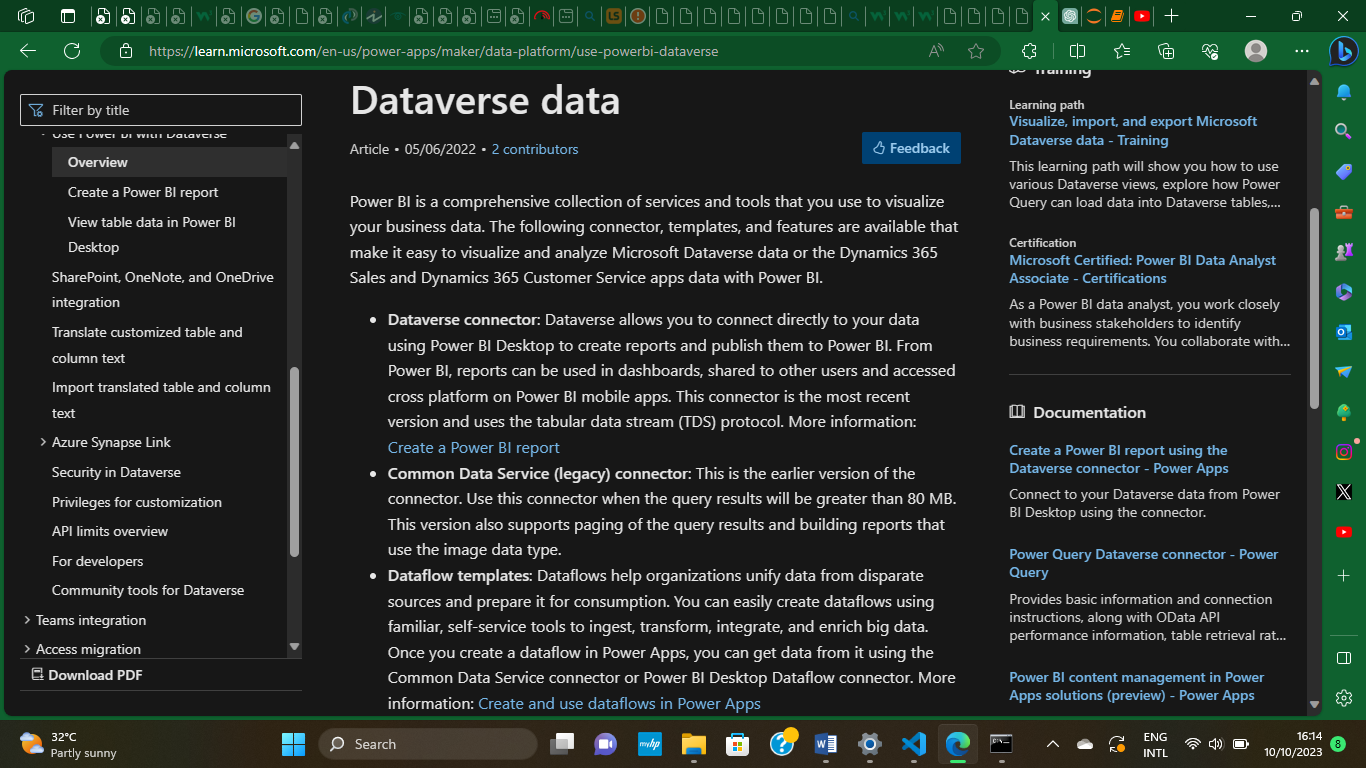 https://learn.microsoft.com/en-us/power-apps/maker/data-platform/use-powerbi-dataverse
Filter by title
Use Power BI with Dataverse
Overview
Create a Power BI report
View table data in Power BI
Desktop
SharePoint, OneNote, and OneDrive
integration
Translate customized table and
column text
Import translated table and column
text
Azure Synapse Link
Security in Dataverse
Privileges for customization
API limits overview
For developers
Community tools for Dataverse
Teams integration
Access migration
Download PDF
Dataverse data
Article • 05/06/2022 • 2 contributors
Feedback
Power BI is a comprehensive collection of services and tools that you use to visualize
your business data. The following connector, templates, and features are available that
make it easy to visualize and analyze Microsoft Dataverse data or the Dynamics 365
Sales and Dynamics 365 Customer Service apps data with Power BI.
• Dataverse connector: Dataverse allows you to connect directly to your data
using Power BI Desktop to create reports and publish them to Power BI. From
Power BI, reports can be used in dashboards, shared to other users and accessed
cross platform on Power BI mobile apps. This connector is the most recent
version and uses the tabular data stream (TDS) protocol. More information:
Create a Power BI report
• Common Data Service (legacy) connector: This is the earlier version of the
connector. Use this connector when the query results will be greater than 80 MB.
This version also supports paging of the query results and building reports that
use the image data type.
• Dataflow templates: Dataflows help organizations unify data from disparate
sources and prepare it for consumption. You can easily create dataflows using
familiar, self-service tools to ingest, transform, integrate, and enrich big data.
Once you create a dataflow in Power Apps, you can get data from it using the
Common Data Service connector or Power BI Desktop Dataflow connector. More
information: Create and use dataflows in Power Apps
Training
Learning path
Visualize, import, and export Microsoft
Dataverse data - Training
This learning path will show you how to use
various Dataverse views, explore how Power
Query can load data into Dataverse tables,...
Certification
Microsoft Certified: Power BI Data Analyst
Associate - Certifications
As a Power BI data analyst, you work closely
with business stakeholders to identify
business requirements. You collaborate with...
Documentation
Create a Power BI report using the
Dataverse connector - Power Apps
Connect to your Dataverse data from Power
BI Desktop using the connector.
Power Query Dataverse connector - Power
Query
Provides basic information and connection
instructions, along with OData API
performance information, table retrieval rat...
Power BI content management in Power
Apps solutions (preview) - Power Apps
32°C
Partly sunny
Search
myhp
ENG
INTL
16:14
10/10/2023
8